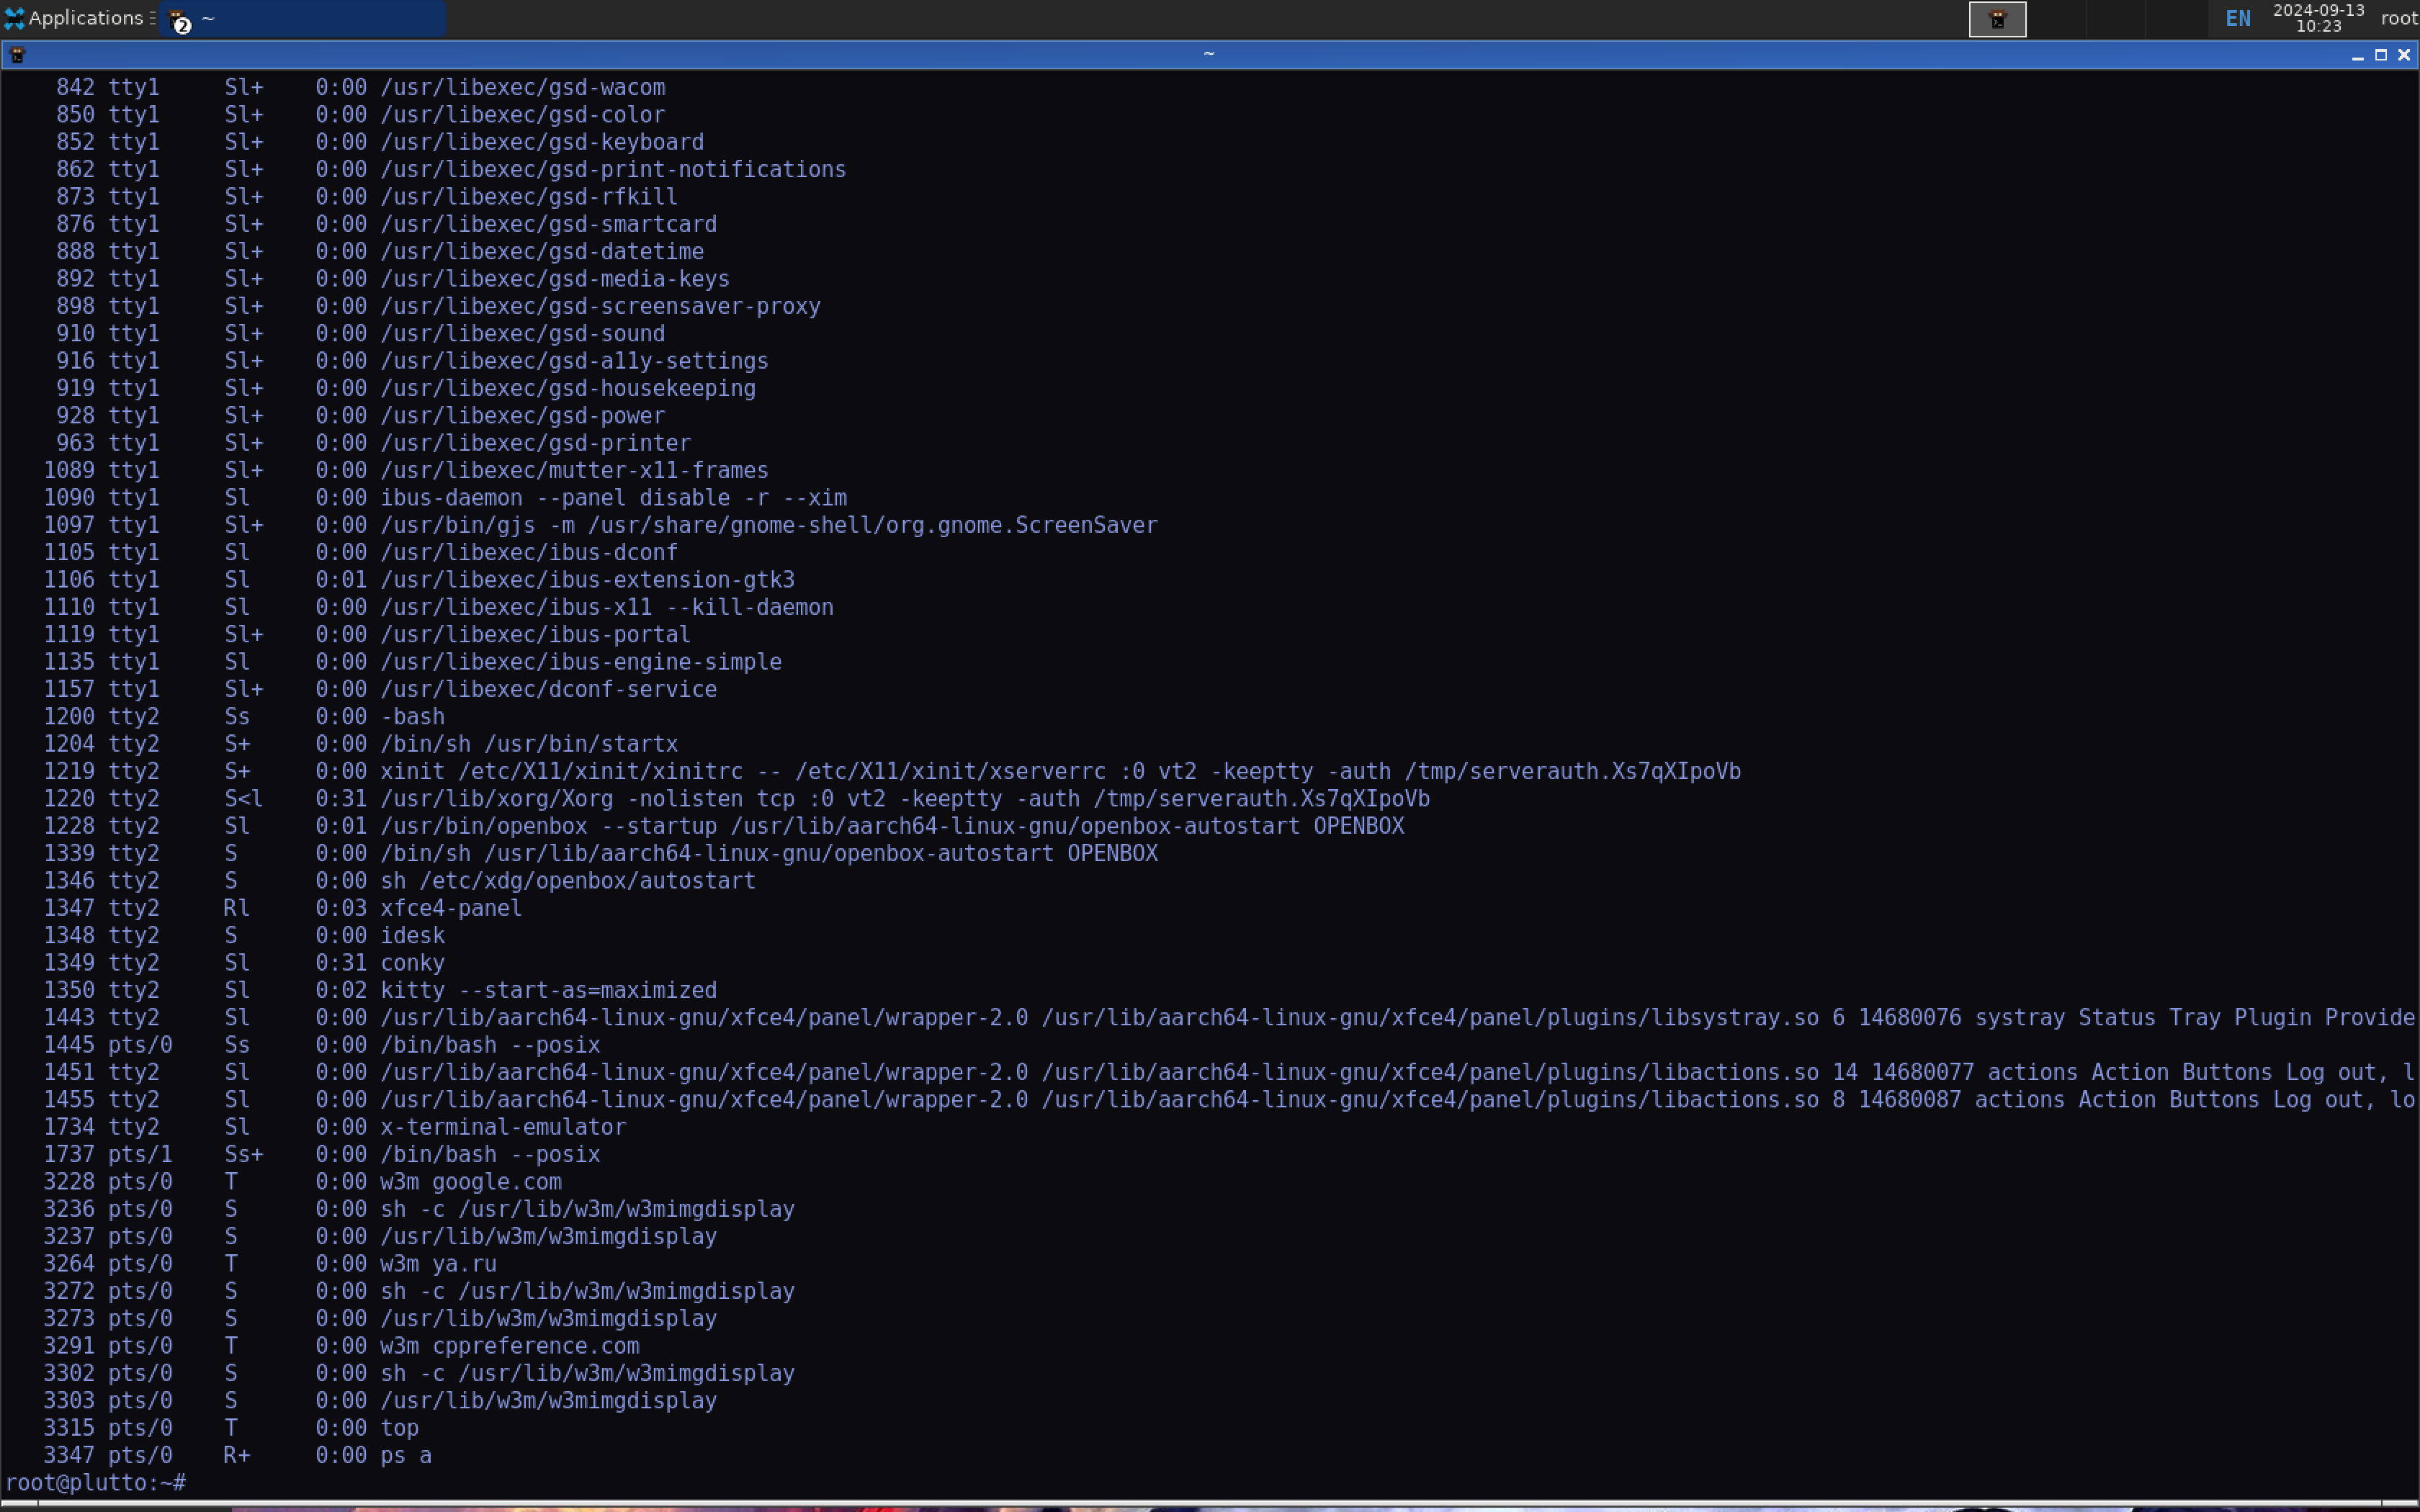 Applications
2 ~
EN
2024-09-13
10:23
root
~
842 tty1 Sl+ 0:00 /usr/libexec/gsd-wacom
850 tty1 Sl+ 0:00 /usr/libexec/gsd-color
852 tty1 Sl+ 0:00 /usr/libexec/gsd-keyboard
862 tty1 Sl+ 0:00 /usr/libexec/gsd-print-notifications
873 tty1 Sl+ 0:00 /usr/libexec/gsd-rfkill
876 tty1 Sl+ 0:00 /usr/libexec/gsd-smartcard
888 tty1 Sl+ 0:00 /usr/libexec/gsd-datetime
892 tty1 Sl+ 0:00 /usr/libexec/gsd-media-keys
898 tty1 Sl+ 0:00 /usr/libexec/gsd-screensaver-proxy
910 tty1 Sl+ 0:00 /usr/libexec/gsd-sound
916 tty1 Sl+ 0:00 /usr/libexec/gsd-a11y-settings
919 tty1 Sl+ 0:00 /usr/libexec/gsd-housekeeping
928 tty1 Sl+ 0:00 /usr/libexec/gsd-power
963 tty1 Sl+ 0:00 /usr/libexec/gsd-printer
1089 tty1 Sl+ 0:00 /usr/libexec/mutter-x11-frames
1090 tty1 Sl 0:00 ibus-daemon --panel disable -r --xim
1097 tty1 Sl+ 0:00 /usr/bin/gjs -m /usr/share/gnome-shell/org.gnome.ScreenSaver
1105 tty1 Sl 0:00 /usr/libexec/ibus-dconf
1106 tty1 Sl 0:01 /usr/libexec/ibus-extension-gtk3
1110 tty1 Sl 0:00 /usr/libexec/ibus-x11 --kill-daemon
1119 tty1 Sl+ 0:00 /usr/libexec/ibus-portal
1135 tty1 Sl 0:00 /usr/libexec/ibus-engine-simple
1157 tty1 Sl+ 0:00 /usr/libexec/dconf-service
1200 tty2 Ss 0:00 -bash
1204 tty2 S+ 0:00 /bin/sh /usr/bin/startx
1219 tty2 S+ 0:00 xinit /etc/X11/xinit/xinitrc -- /etc/X11/xinit/xserverrc :0 vt2 -keeptty -auth /tmp/serverauth.Xs7qXIpoVb
1220 tty2 S<l 0:31 /usr/lib/xorg/Xorg -nolisten tcp :0 vt2 -keeptty -auth /tmp/serverauth.Xs7qXIpoVb
1228 tty2 Sl 0:01 /usr/bin/openbox --startup /usr/lib/aarch64-linux-gnu/openbox-autostart OPENBOX
1339 tty2 S 0:00 /bin/sh /usr/lib/aarch64-linux-gnu/openbox-autostart OPENBOX
1346 tty2 S 0:00 sh /etc/xdg/openbox/autostart
1347 tty2 Rl 0:03 xfce4-panel
1348 tty2 S 0:00 idesk
1349 tty2 Sl 0:31 conky
1350 tty2 Sl 0:02 kitty --start-as=maximized
1443 tty2 Sl 0:00 /usr/lib/aarch64-linux-gnu/xfce4/panel/wrapper-2.0 /usr/lib/aarch64-linux-gnu/xfce4/panel/plugins/libsystray.so 6 14680076 systray Status Tray Plugin Provide
1445 pts/0 Ss 0:00 /bin/bash --posix
1451 tty2 Sl 0:00 /usr/lib/aarch64-linux-gnu/xfce4/panel/wrapper-2.0 /usr/lib/aarch64-linux-gnu/xfce4/panel/plugins/libactions.so 14 14680077 actions Action Buttons Log out, l
1455 tty2 Sl 0:00 /usr/lib/aarch64-linux-gnu/xfce4/panel/wrapper-2.0 /usr/lib/aarch64-linux-gnu/xfce4/panel/plugins/libactions.so 8 14680087 actions Action Buttons Log out, lo
1734 tty2 Sl 0:00 x-terminal-emulator
1737 pts/1 Ss+ 0:00 /bin/bash --posix
3228 pts/0 T 0:00 w3m google.com
3236 pts/0 S 0:00 sh -c /usr/lib/w3m/w3mimgdisplay
3237 pts/0 S 0:00 /usr/lib/w3m/w3mimgdisplay
3264 pts/0 T 0:00 w3m ya.ru
3272 pts/0 S 0:00 sh -c /usr/lib/w3m/w3mimgdisplay
3273 pts/0 S 0:00 /usr/lib/w3m/w3mimgdisplay
3291 pts/0 T 0:00 w3m cppreference.com
3302 pts/0 S 0:00 sh -c /usr/lib/w3m/w3mimgdisplay
3303 pts/0 S 0:00 /usr/lib/w3m/w3mimgdisplay
3315 pts/0 T 0:00 top
3347 pts/0 R+ 0:00 ps a
root@plutto:~#